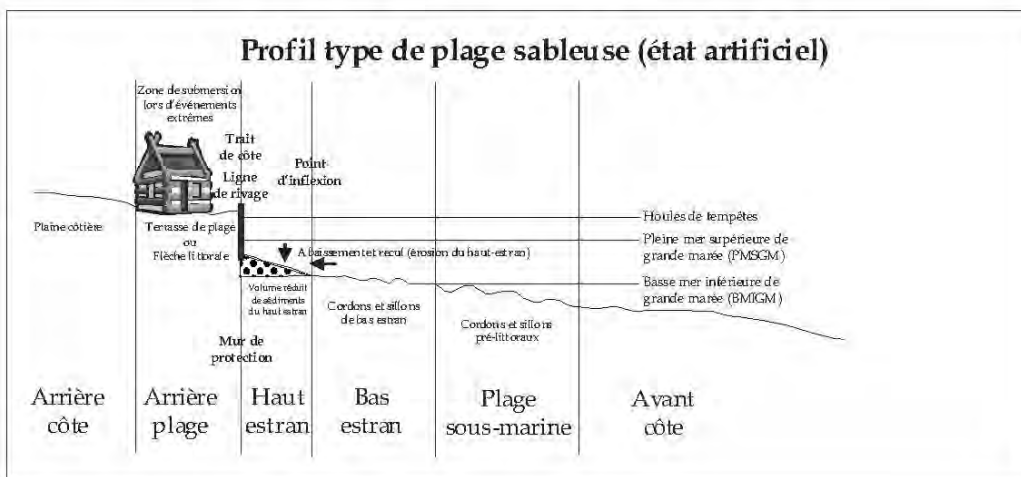 Profil type de plage sableuse (état artificiel)
Zone de submersion
lors d'événements
extrêmes
Trait
de côte
Ligne
de rivage
Point
d'inflexion
Plaine côtière
Terrasse de plage
ou
Flèche littorale
Houles de tempêtes
Pleine mer supérieure de
grande marée (PMSGM)
Abaissement et recul (érosion du haut-estran)
Basse mer inférieure de
grande marée (BMIGM)
Volume réduit
de sédiments
du haut estran
Cordons et sillons
de bas estran
Cordons et sillons
pré-littoraux
Mur de
protection
Arrière
côte
Arrière
plage
Haut
estran
Bas
estran
Plage
sous-marine
Avant
côte